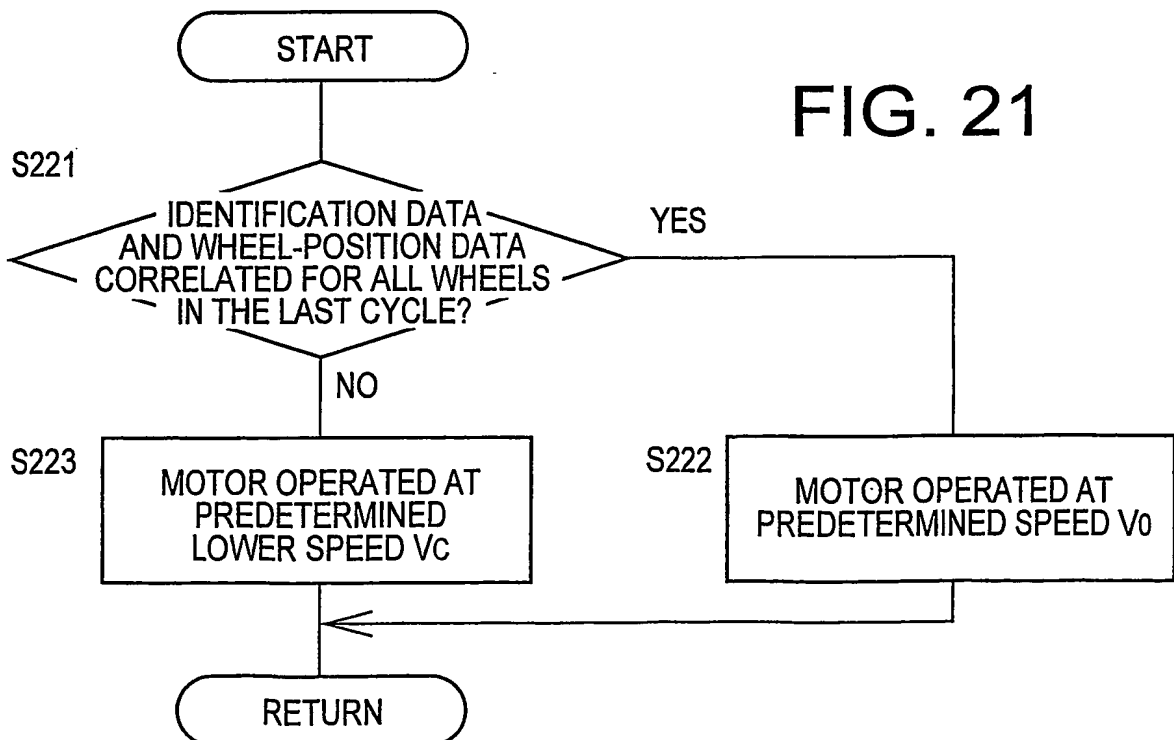 START
FIG. 21
S221
IDENTIFICATION DATA
AND WHEEL-POSITION DATA
CORRELATED FOR ALL WHEELS
IN THE LAST CYCLE?
YES
NO
S223
MOTOR OPERATED AT
PREDETERMINED
LOWER SPEED VC
S222
MOTOR OPERATED AT
PREDETERMINED SPEED V0
RETURN